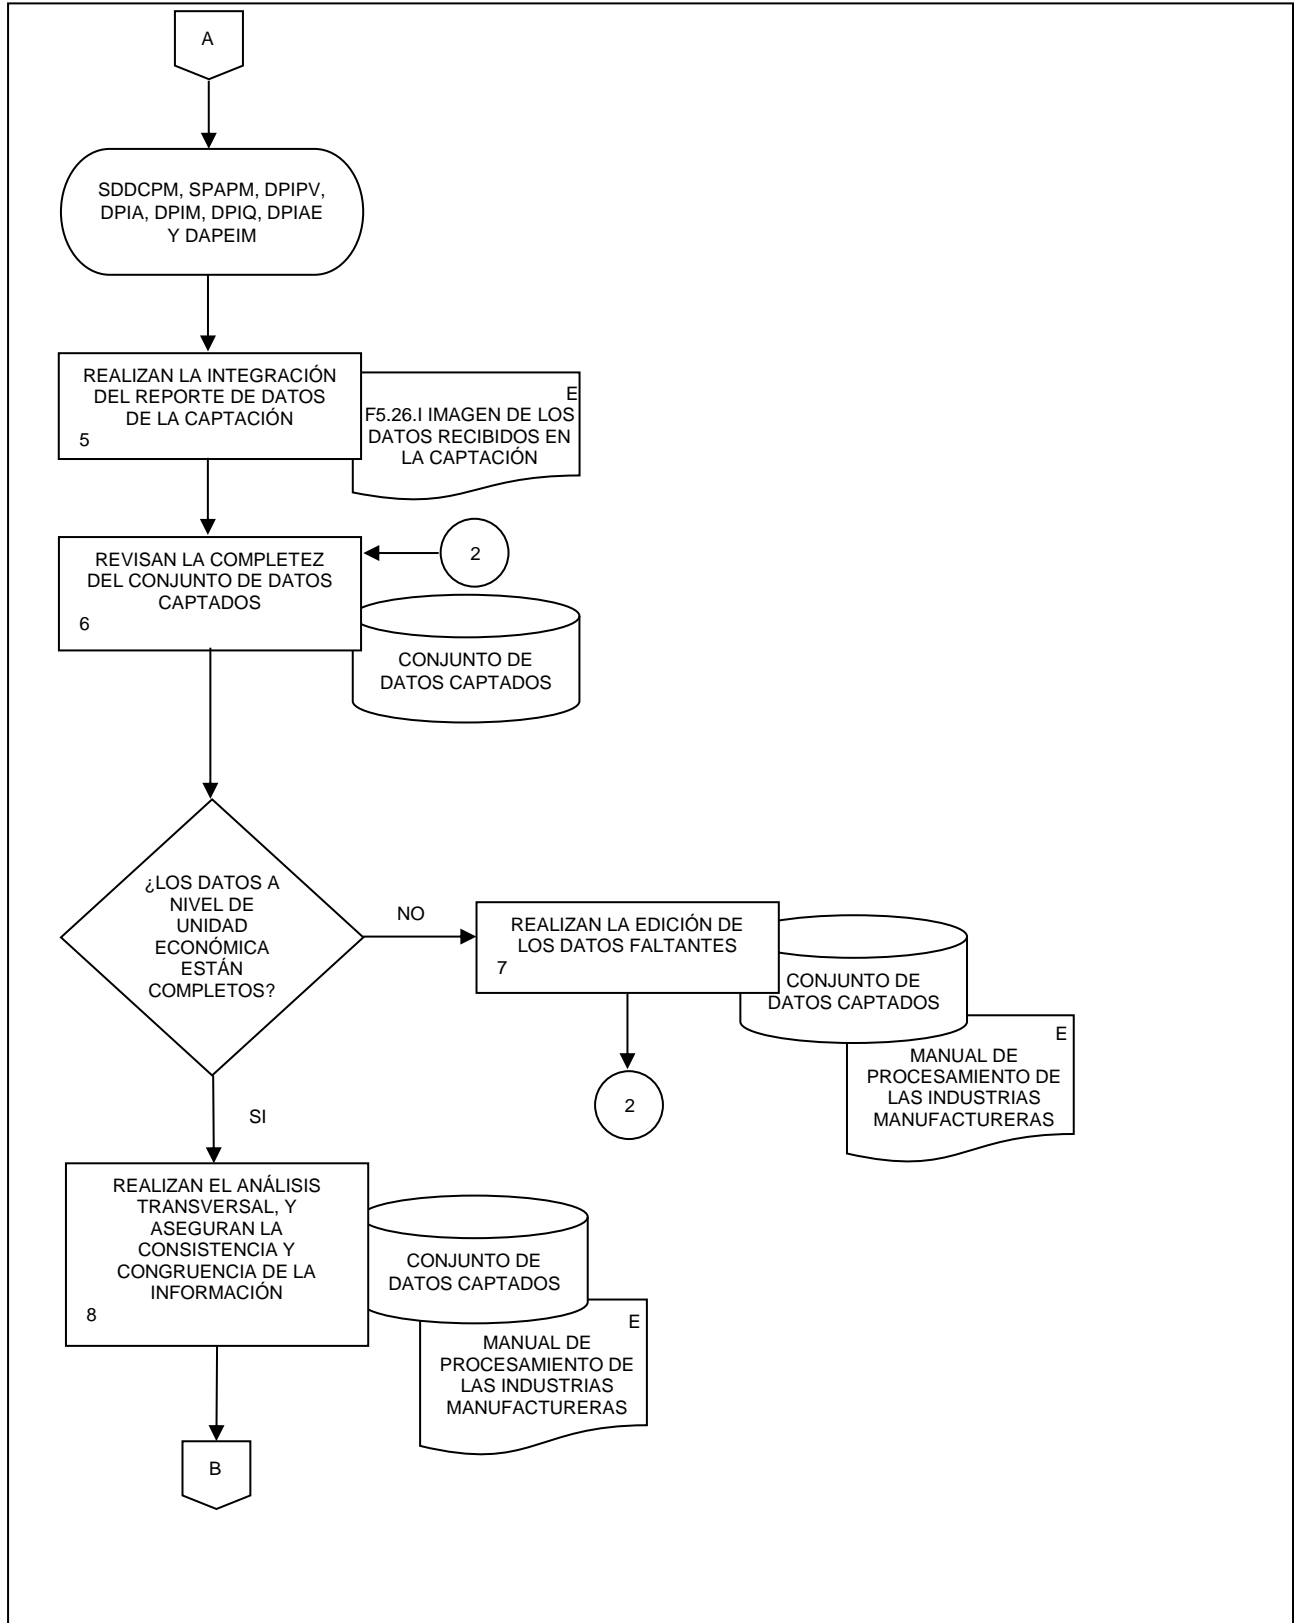 A
SDDCPM, SPAPM, DPIPV,
DPIA, DPIM, DPIQ, DPIAE
Y DAPEIM
REALIZAN LA INTEGRACIÓN
DEL REPORTE DE DATOS
DE LA CAPTACIÓN
5
E
F5.26.I IMAGEN DE LOS
DATOS RECIBIDOS EN
LA CAPTACIÓN
REVISAN LA COMPLETEZ
DEL CONJUNTO DE DATOS
CAPTADOS
6
2
CONJUNTO DE
DATOS CAPTADOS
¿LOS DATOS A
NIVEL DE
UNIDAD
ECONÓMICA
ESTÁN
COMPLETOS?
NO
REALIZAN LA EDICIÓN DE
LOS DATOS FALTANTES
7
CONJUNTO DE
DATOS CAPTADOS
E
MANUAL DE
PROCESAMIENTO DE
LAS INDUSTRIAS
MANUFACTURERAS
2
SI
REALIZAN EL ANÁLISIS
TRANSVERSAL, Y
ASEGURAN LA
CONSISTENCIA Y
CONGRUENCIA DE LA
INFORMACIÓN
8
CONJUNTO DE
DATOS CAPTADOS
E
MANUAL DE
PROCESAMIENTO DE
LAS INDUSTRIAS
MANUFACTURERAS
B